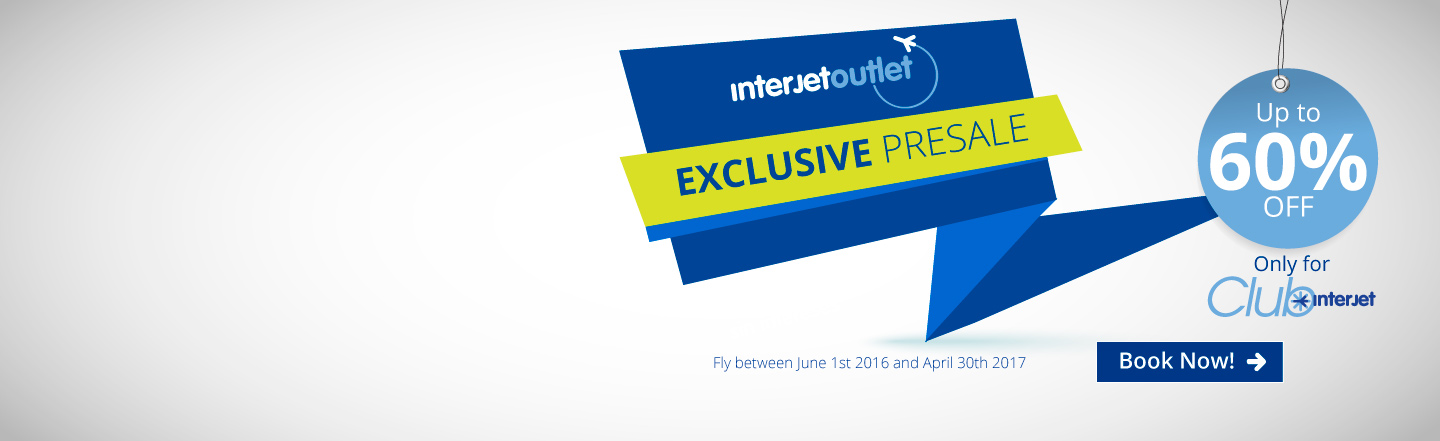 interjetoutlet
EXCLUSIVE PRESALE
Up to
60%
OFF
Only for
Club interjet
Fly between June 1st 2016 and April 30th 2017
Book Now!